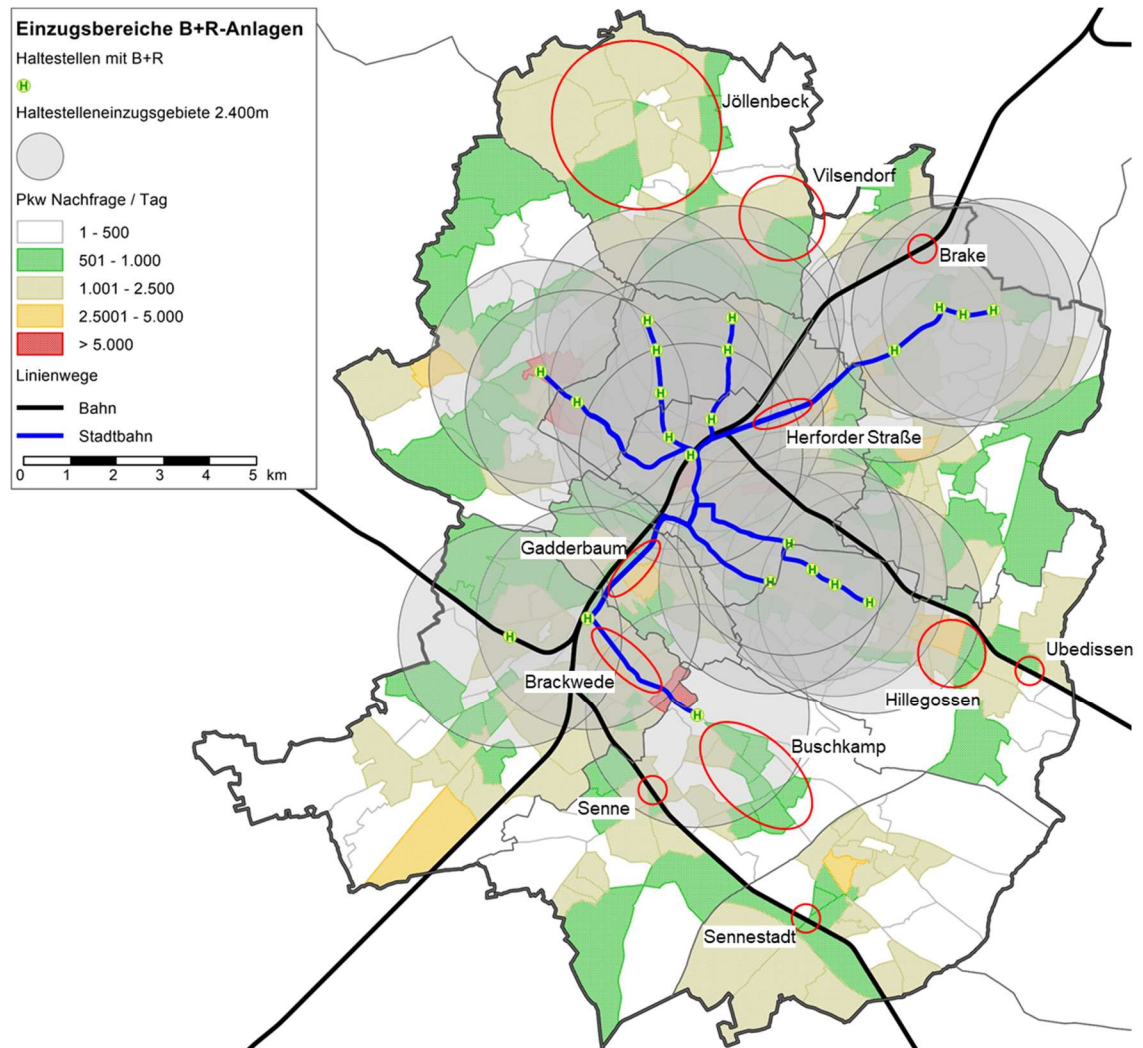 Einzugsbereiche B+R-Anlagen
Haltestellen mit B+R
H
Haltestelleneinzugsgebiete 2.400m
Pkw Nachfrage / Tag
1 - 500
501 - 1.000
1.001 - 2.500
2.5001 - 5.000
> 5.000
Linienwege
Bahn
Stadtbahn
0 1 2 3 4 5 km
Jöllenbeck
Vilsendorf
Brake
H H H
H H
H H H
H
H H
H
H H
Herforder Straße
H
Gadderbaum
H
H
H H
H
H
H
Ubedissen
Brackwede
Hillegossen
H
Buschkamp
Senne
Sennestadt